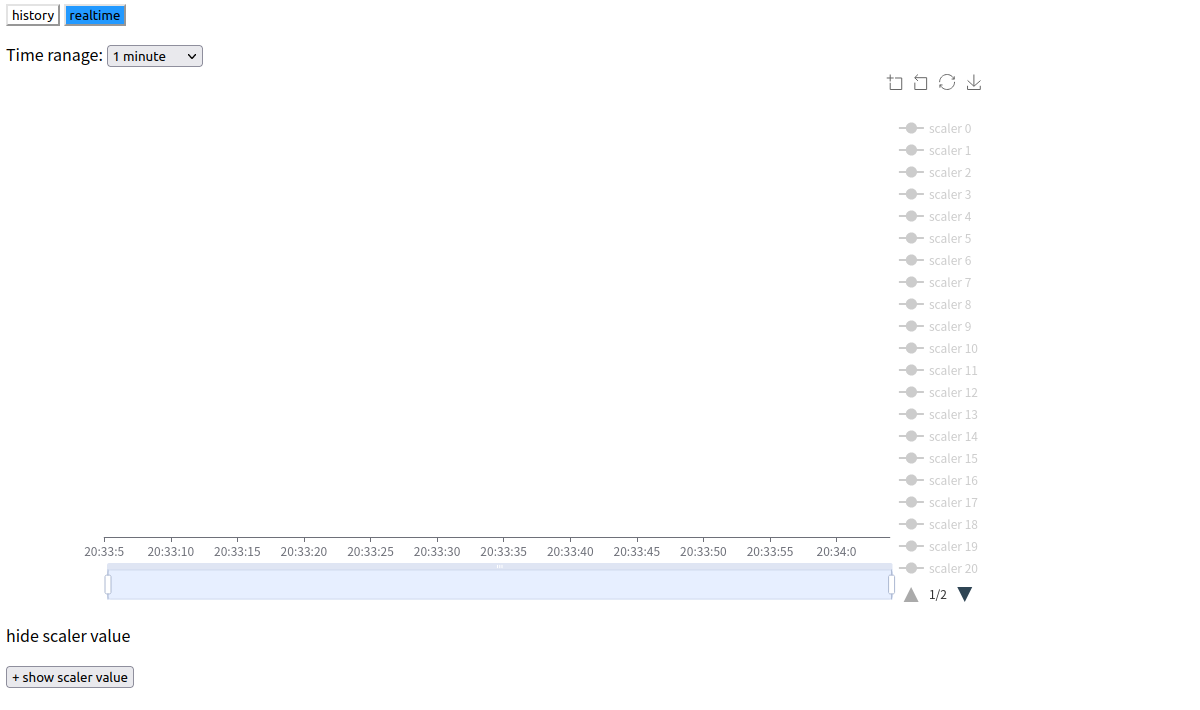 history realtime
Time ranage: 1 minute
scaler 0
scaler 1
scaler 2
scaler 3
scaler 4
scaler 5
scaler 6
scaler 7
scaler 8
scaler 9
scaler 10
scaler 11
scaler 12
scaler 13
scaler 14
scaler 15
scaler 16
scaler 17
scaler 18
scaler 19
scaler 20
20:33:5 20:33:10 20:33:15 20:33:20 20:33:25 20:33:30 20:33:35 20:33:40 20:33:45 20:33:50 20:33:55 20:34:0
1/2
hide scaler value
+ show scaler value